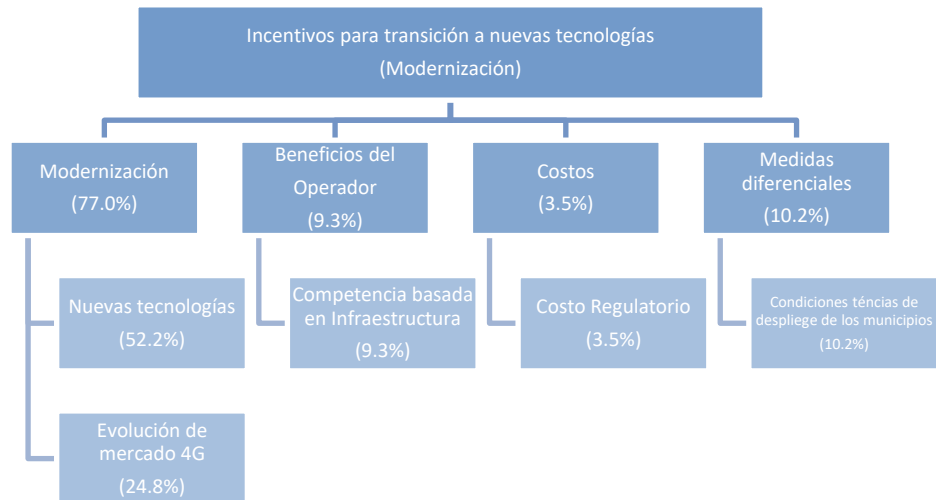 Incentivos para transición a nuevas tecnologías
(Modernización)
Modernización
(77.0%)
Beneficios del
Operador
(9.3%)
Costos
(3.5%)
Medidas
diferenciales
(10.2%)
Nuevas tecnologías
(52.2%)
Competencia basada
en Infraestructura
(9.3%)
Costo Regulatorio
(3.5%)
Condiciones téncias de
despliege de los municipios
(10.2%)
Evolución de
mercado 4G
(24.8%)